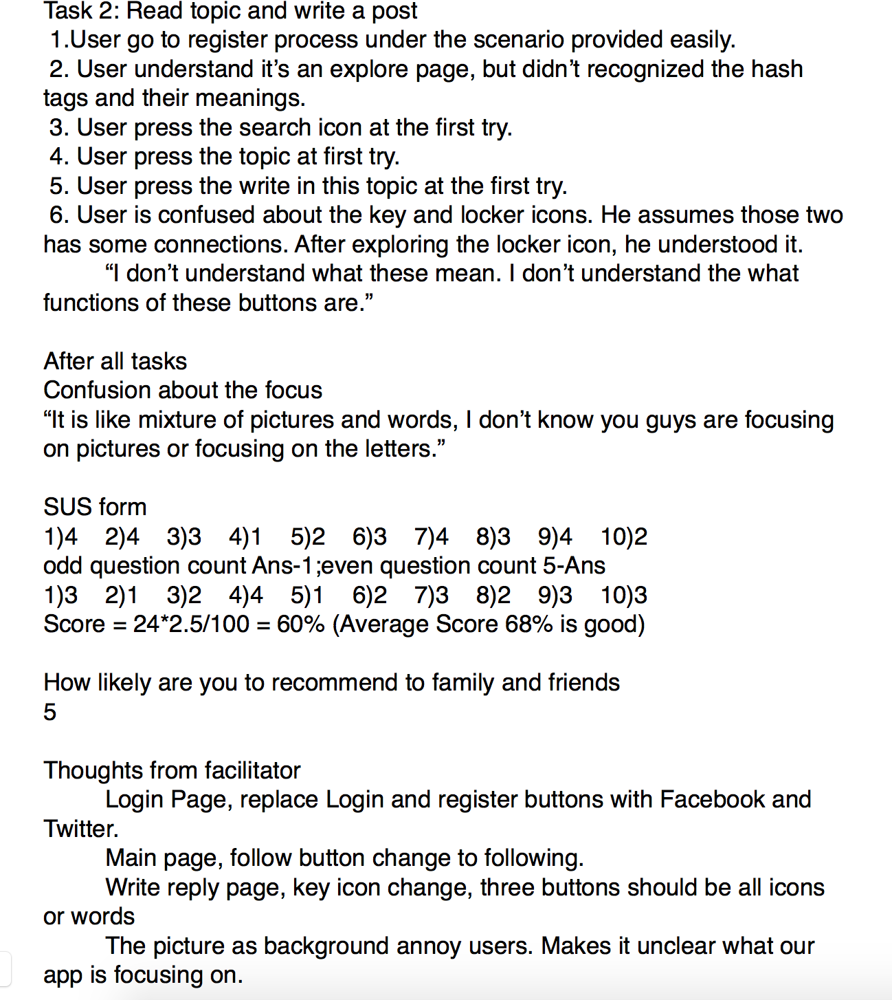 Task 2: Read topic and write a post
1.User go to register process under the scenario provided easily.
2. User understand it’s an explore page, but didn’t recognized the hash
tags and their meanings.
3. User press the search icon at the first try.
4. User press the topic at first try.
5. User press the write in this topic at the first try.
6. User is confused about the key and locker icons. He assumes those two
has some connections. After exploring the locker icon, he understood it.
“I don’t understand what these mean. I don’t understand the what
functions of these buttons are.”
After all tasks
Confusion about the focus
“It is like mixture of pictures and words, I don’t know you guys are focusing
on pictures or focusing on the letters.”
SUS form
1)4 2)4 3)3 4)1 5)2 6)3 7)4 8)3 9)4 10)2
odd question count Ans-1;even question count 5-Ans
1)3 2)1 3)2 4)4 5)1 6)2 7)3 8)2 9)3 10)3
Score = 24*2.5/100 = 60% (Average Score 68% is good)
How likely are you to recommend to family and friends
5
Thoughts from facilitator
Login Page, replace Login and register buttons with Facebook and
Twitter.
Main page, follow button change to following.
Write reply page, key icon change, three buttons should be all icons
or words
The picture as background annoy users. Makes it unclear what our
app is focusing on.